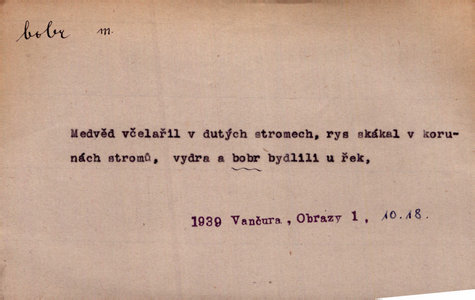 bobr m.
Medvěd včelařil v dutých stromech, rys skákal v koru-
nách stromů, vydra a bobr bydlili u řek,
1939 Vančura, Obrazy 1, 10.18.